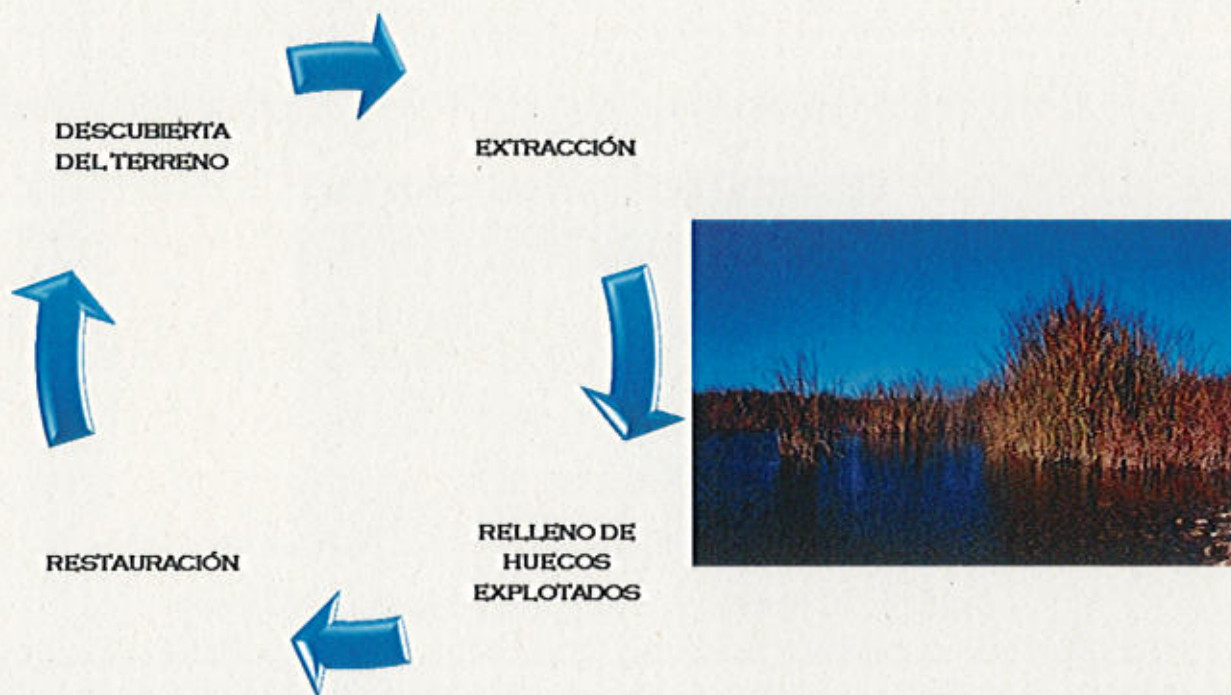 DESCUBIERTA
DEL TERRENO
EXTRACCIÓN
RELLENO DE
HUECOS
EXPLOTADOS
RESTAURACIÓN